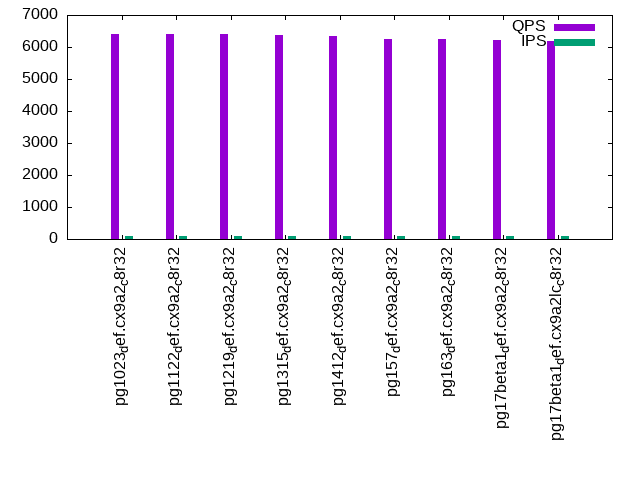 7000
6000
5000
4000
3000
2000
1000
0
QPS
IPS
pg1023def.cx9a2c8r32
pg1122def.cx9a2c8r32
pg1219def.cx9a2c8r32
pg1315def.cx9a2c8r32
pg1412def.cx9a2c8r32
pg157def.cx9a2c8r32
pg163def.cx9a2c8r32
pg17beta1def.cx9a2c8r32
pg17beta1def.cx9a2lcc8r32